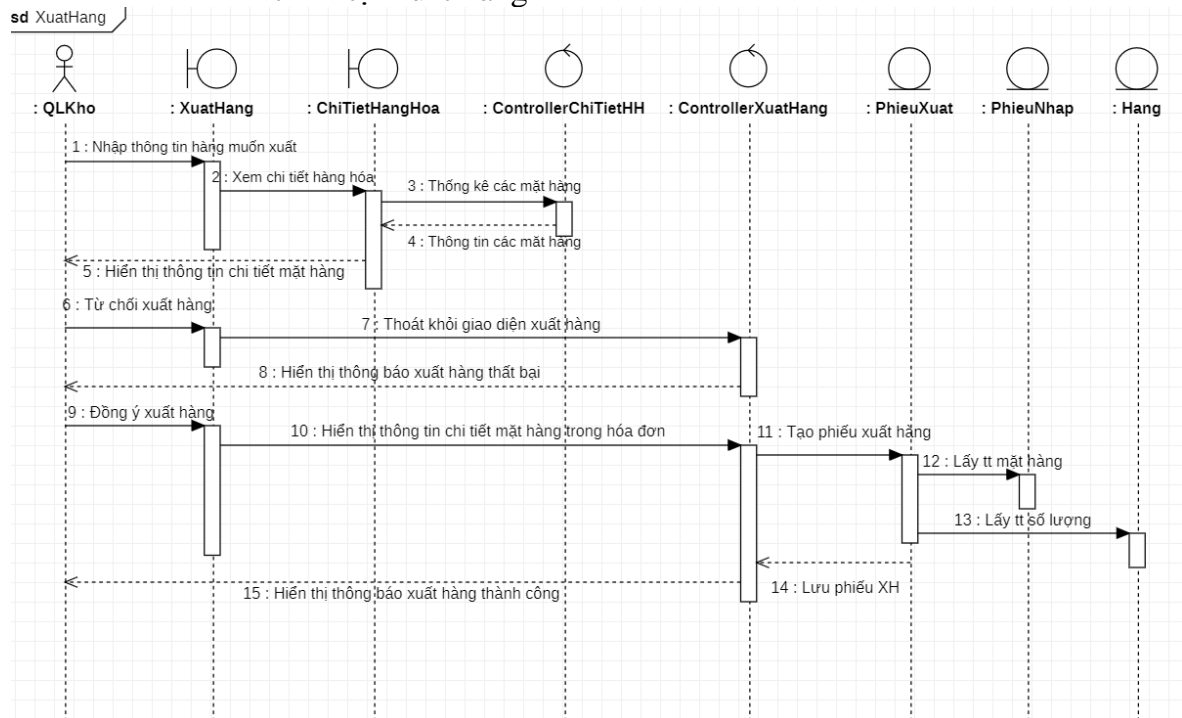 sd XuatHang
: QLKho : XuatHang : ChiTietHangHoa : ControllerChiTietHH : ControllerXuatHang : PhieuXuat : PhieuNhap : Hang
1 : Nhập thông tin hàng muốn xuất
2 : Xem chi tiết hàng hóa
3 : Thống kê các mặt hàng
4 : Thông tin các măt hàng
5 : Hiển thị thông tin chi tiết mặt hàng
6 : Từ chối xuất hàng
7 : Thoát khỏi giao diện xuất hàng
8 : Hiển thị thông báo xuất hàng thất bại
9 : Đồng ý xuất hàng
10 : Hiển thị thông tin chi tiết mặt hàng trong hóa đơn
11 : Tạo phiếu xuất hàng
12 : Lấy tt mặt hàng
13 : Lấy tt số lượng
14 : Lưu phiếu XH
15 : Hiển thị thông báo xuất hàng thành công